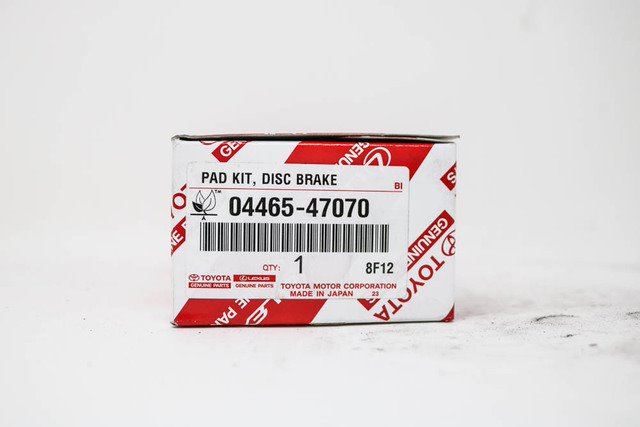 PAD KIT, DISC BRAKE
BI
TM
04465-47070
QTY: 1
8F12
TOYOTA
GENUINE PARTS
LEXUS
GENUINE PARTS
TOYOTA MOTOR CORPORATION
MADE IN JAPAN 23
GENUINE
TOYOTA